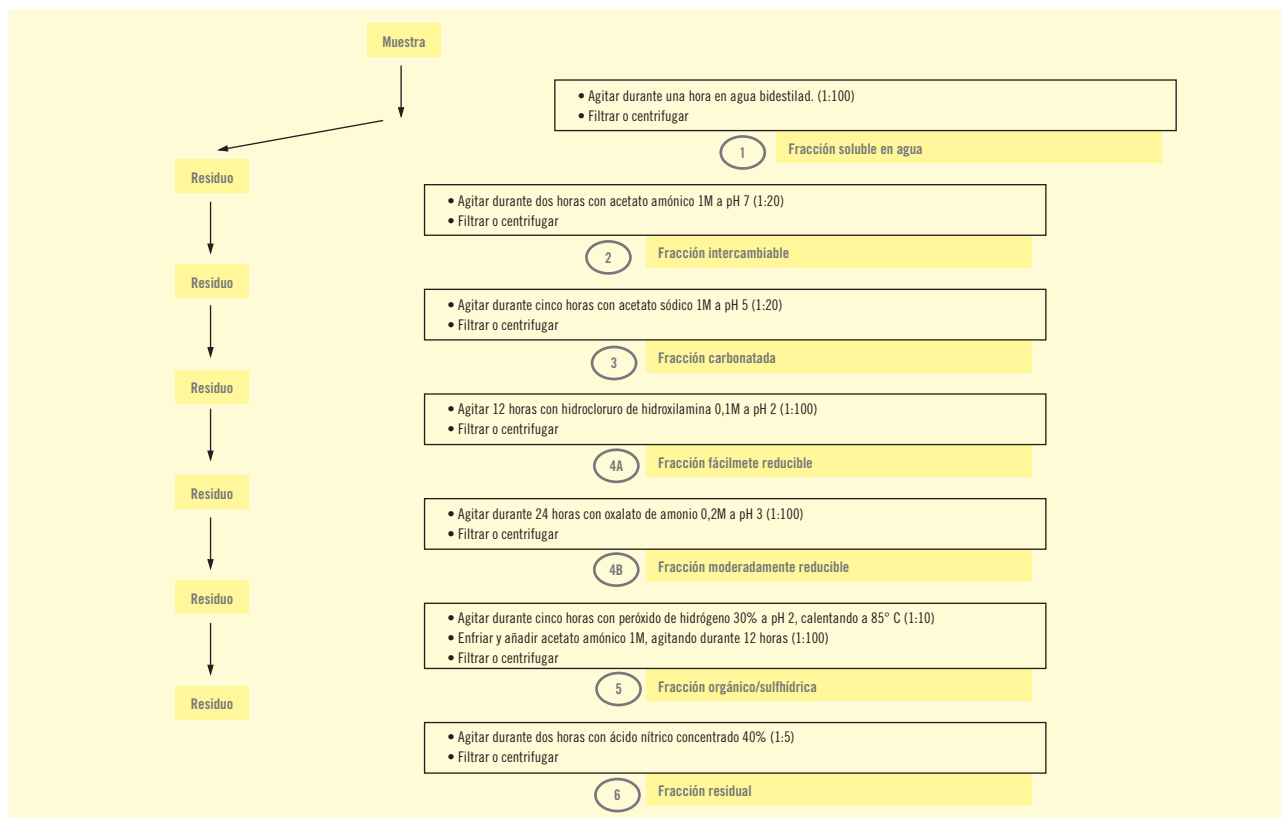 Muestra
• Agitar durante una hora en agua bidestilad. (1:100)
• Filtrar o centrifugar
1 Fracción soluble en agua
Residuo
• Agitar durante dos horas con acetato amónico 1M a pH 7 (1:20)
• Filtrar o centrifugar
2 Fracción intercambiable
Residuo
• Agitar durante cinco horas con acetato sódico 1M a pH 5 (1:20)
• Filtrar o centrifugar
3 Fracción carbonatada
Residuo
• Agitar 12 horas con hidrocloruro de hidroxilamina 0,1M a pH 2 (1:100)
• Filtrar o centrifugar
4A Fracción fácilmete reducible
Residuo
• Agitar durante 24 horas con oxalato de amonio 0,2M a pH 3 (1:100)
• Filtrar o centrifugar
4B Fracción moderadamente reducible
Residuo
• Agitar durante cinco horas con peróxido de hidrógeno 30% a pH 2, calentando a 85° C (1:10)
• Enfriar y añadir acetato amónico 1M, agitando durante 12 horas (1:100)
• Filtrar o centrifugar
5 Fracción orgánico/sulfhídrica
Residuo
• Agitar durante dos horas con ácido nítrico concentrado 40% (1:5)
• Filtrar o centrifugar
6 Fracción residual